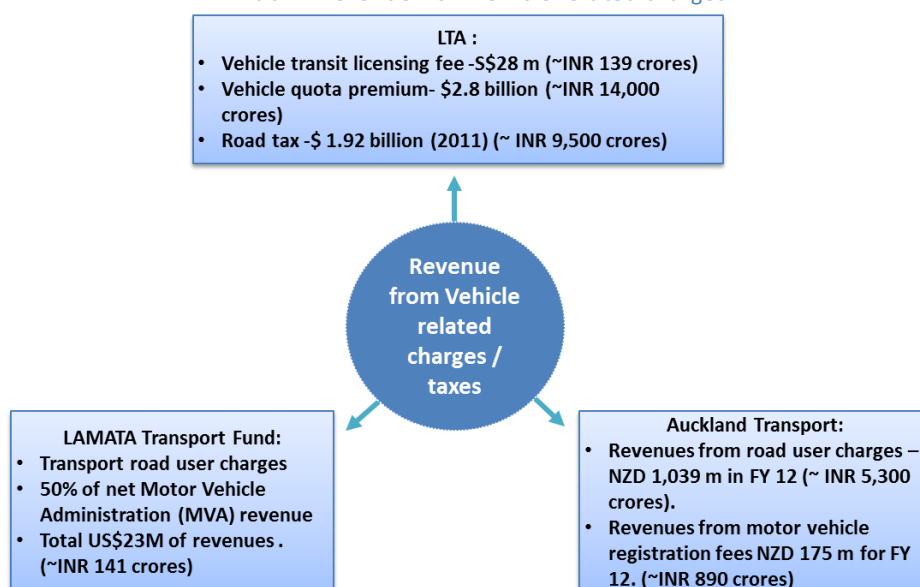 LTA :
• Vehicle transit licensing fee -S$28 m (~INR 139 crores)
• Vehicle quota premium- $2.8 billion (~INR 14,000
crores)
• Road tax -$ 1.92 billion (2011) (~ INR 9,500 crores)
Revenue
from Vehicle
related
charges /
taxes
LAMATA Transport Fund:
• Transport road user charges
• 50% of net Motor Vehicle
Administration (MVA) revenue
• Total US$23M of revenues .
(~INR 141 crores)
Auckland Transport:
• Revenues from road user charges –
NZD 1,039 m in FY 12 (~ INR 5,300
crores).
• Revenues from motor vehicle
registration fees NZD 175 m for FY
12. (~INR 890 crores)